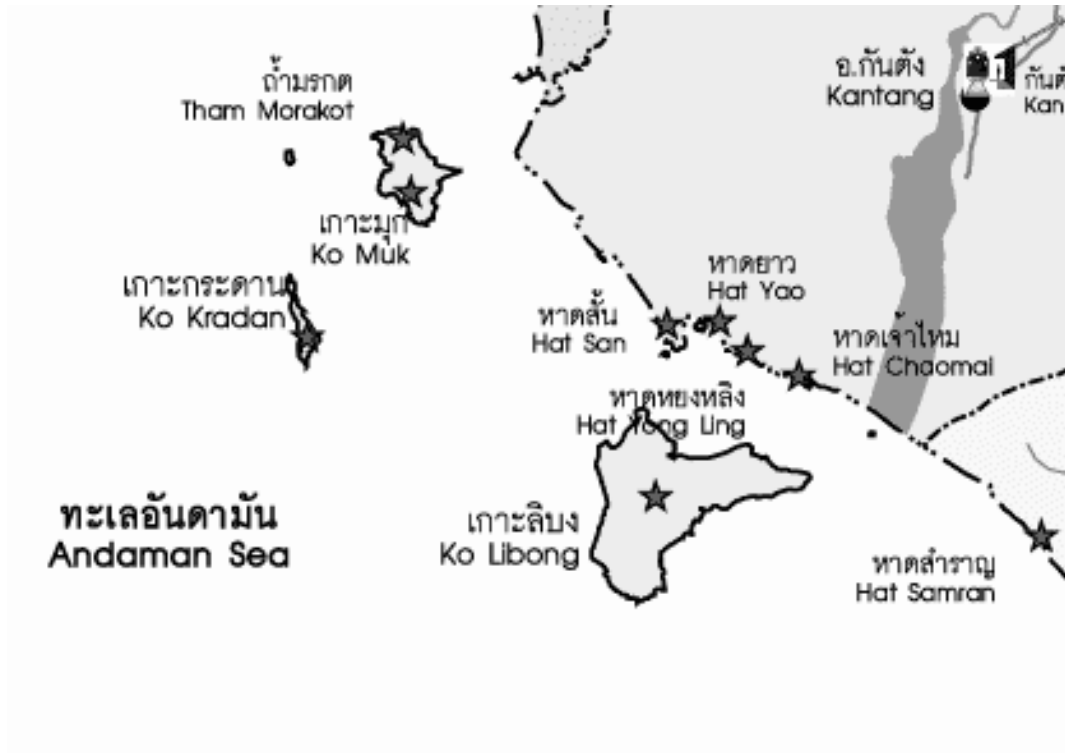 ถ้ำมรกต
Tham Morakot
อ.กันตัง
Kantang
เกาะมุก
Ko Muk
เกาะกระดาน
Ko Kradan
หาดยาว
Hat Yao
หาดสั้น
Hat San
หาดเจ้าไหม
Hat Chaomai
หาดหยงหลิง
Hat Yong Ling
ทะเลอันดามัน
Andaman Sea
เกาะลิบง
Ko Libong
หาดสำราญ
Hat Samran